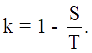 k = 1 - S/T.